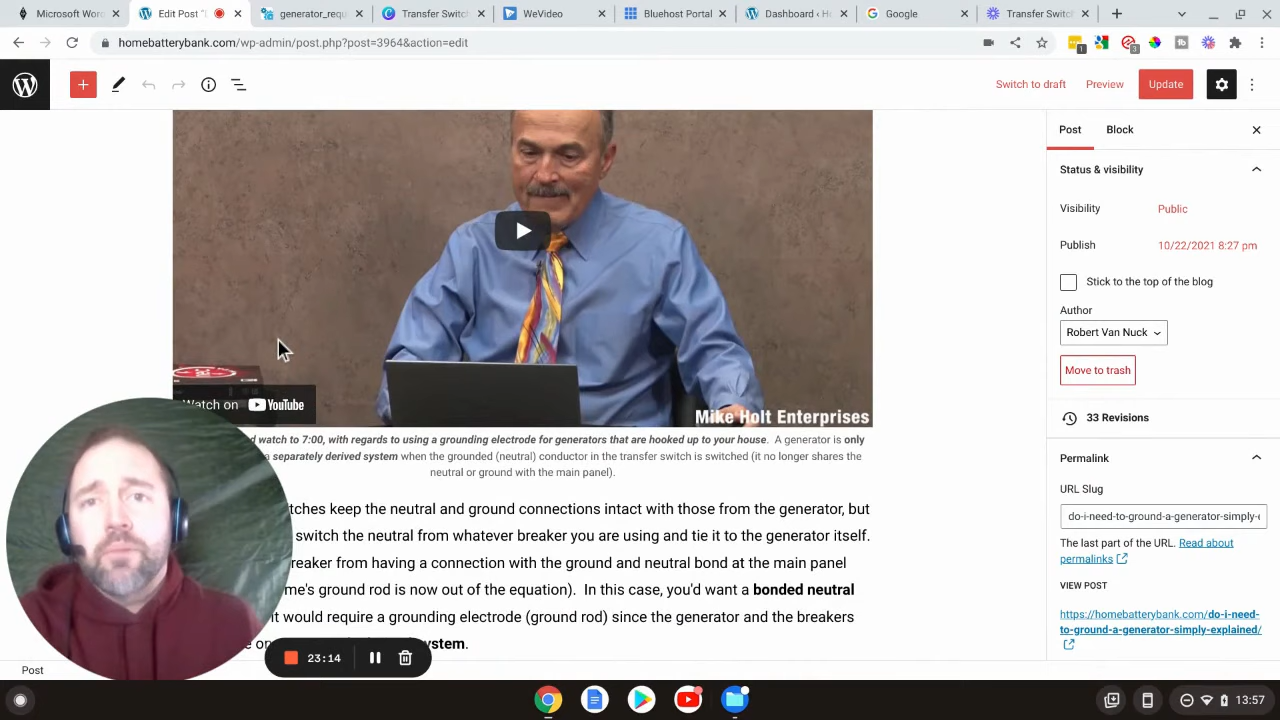 Mike Holt Wor
Edit Post "
generator_requ
Transfer Switc
WeVideo
Bluehost Portal
Dashboard ‹
Google
Transfer Switc
homebatterybank.com/wp-admin/post.php?post=3964&action=edit
1
3
Switch to draft
Preview
Update
Post
Block
Status & visibility
Visibility
Public
Publish
10/22/2021 8:27 pm
Stick to the top of the blog
Author
Robert Van Nuck
Move to trash
33 Revisions
Permalink
URL Slug
do-i-need-to-ground-a-generator-simply-
The last part of the URL. Read about
permalinks
VIEW POST
https://homebatterybank.com/do-i-need-
to-ground-a-generator-simply-explained/
Watch on YouTube
Mike Holt Enterprises
d watch to 7:00, with regards to using a grounding electrode for generators that are hooked up to your house. A generator is only
a separately derived system when the grounded (neutral) conductor in the transfer switch is switched (it no longer shares the
neutral or ground with the main panel).
tches keep the neutral and ground connections intact with those from the generator, but
switch the neutral from whatever breaker you are using and tie it to the generator itself.
reaker from having a connection with the ground and neutral bond at the main panel
me's ground rod is now out of the equation). In this case, you'd want a bonded neutral
it would require a grounding electrode (ground rod) since the generator and the breakers
e on
ystem.
23:14
Post
13:57